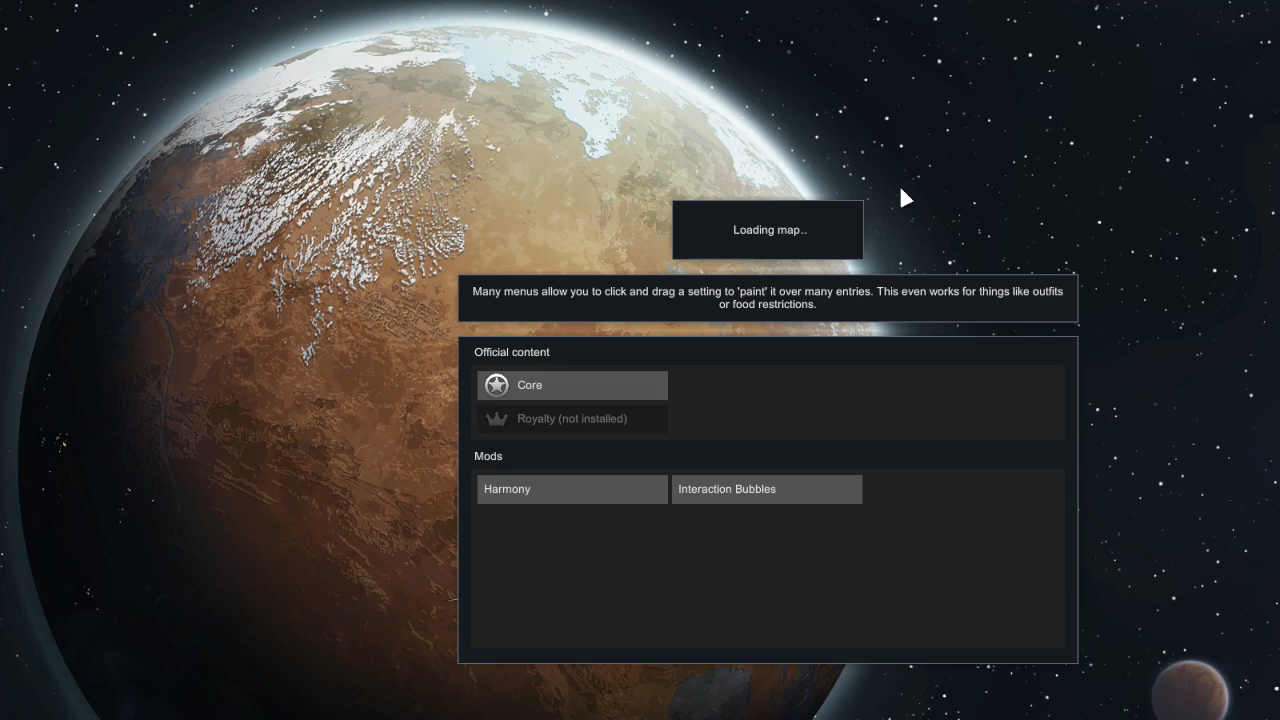 Loading map..
Many menus allow you to click and drag a setting to 'paint' it over many entries. This even works for things like outfits
or food restrictions.
Official content
Core
Royalty (not installed)
Mods
Harmony
Interaction Bubbles